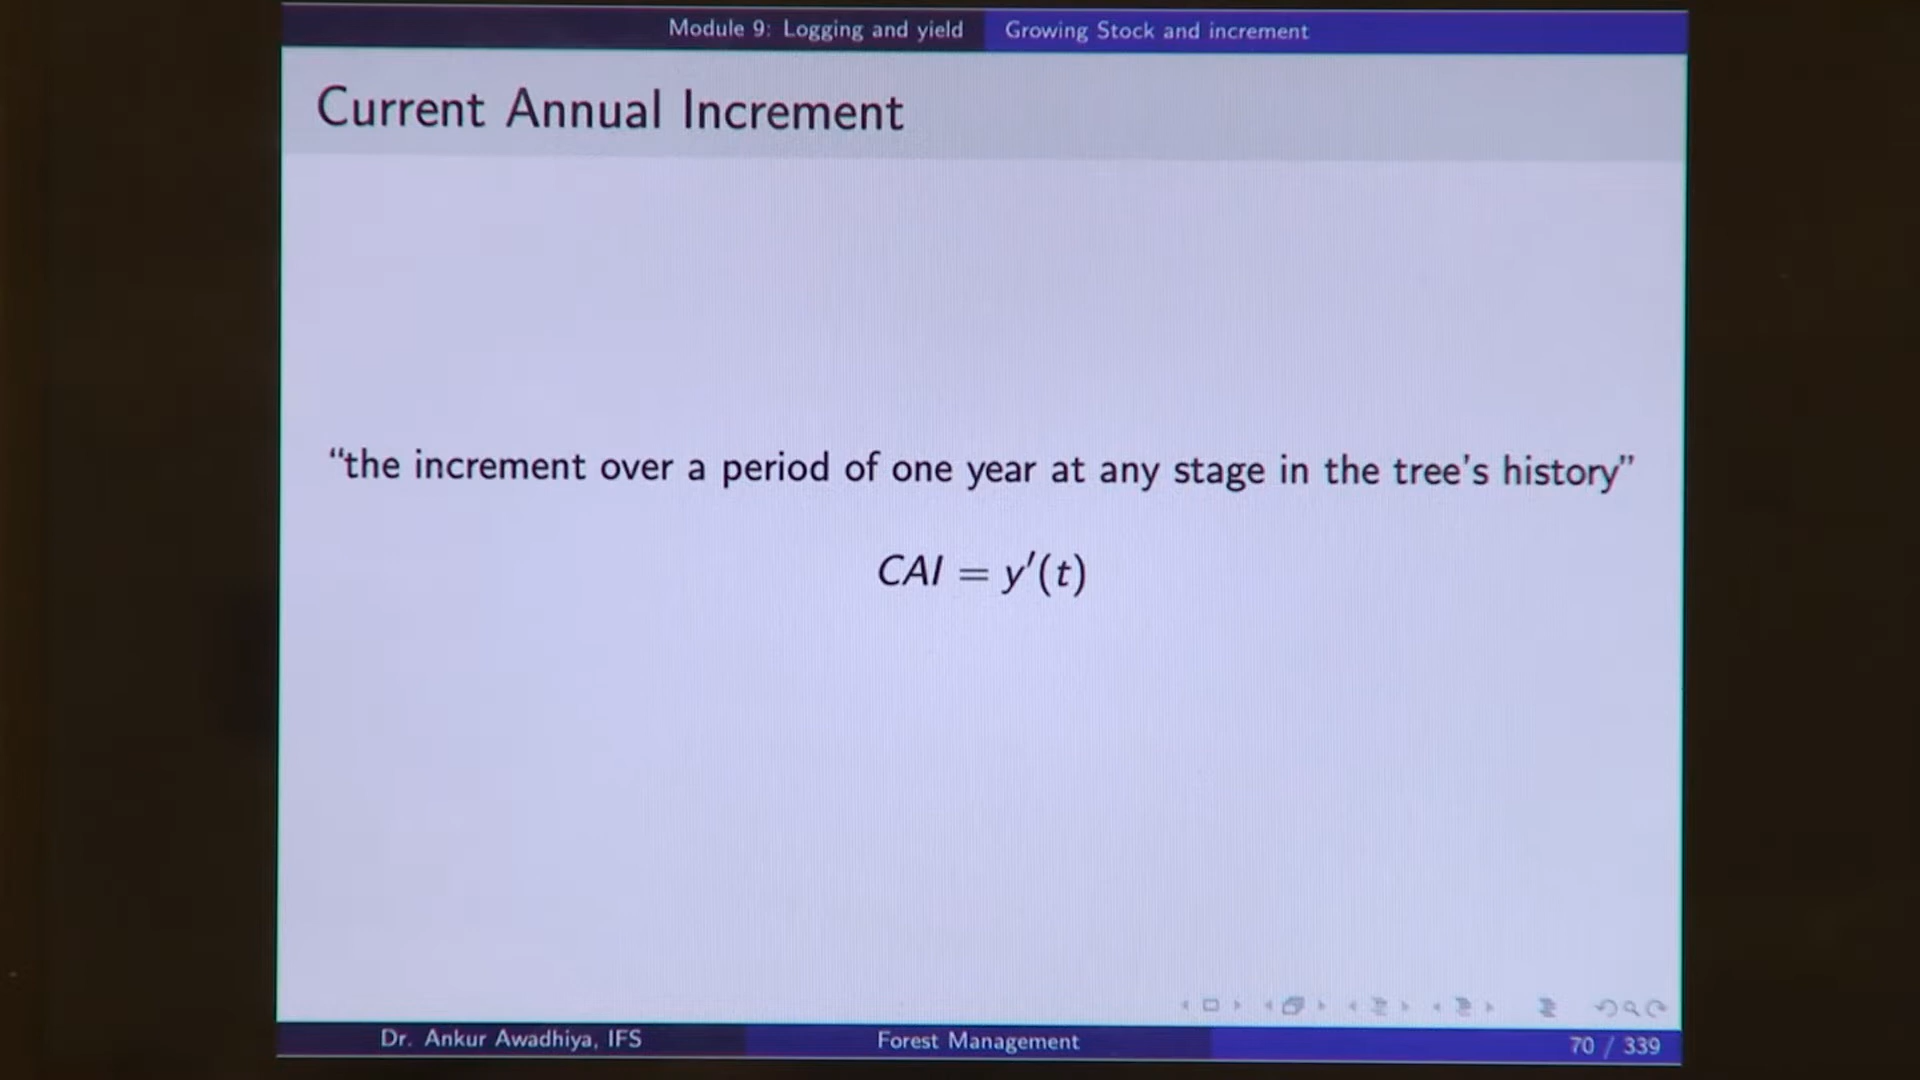 Module 9: Logging and yield
Growing Stock and increment
Current Annual Increment
“the increment over a period of one year at any stage in the tree’s history”
CAI = y′(t)
Dr. Ankur Awadhiya, IFS
Forest Management
70 / 339